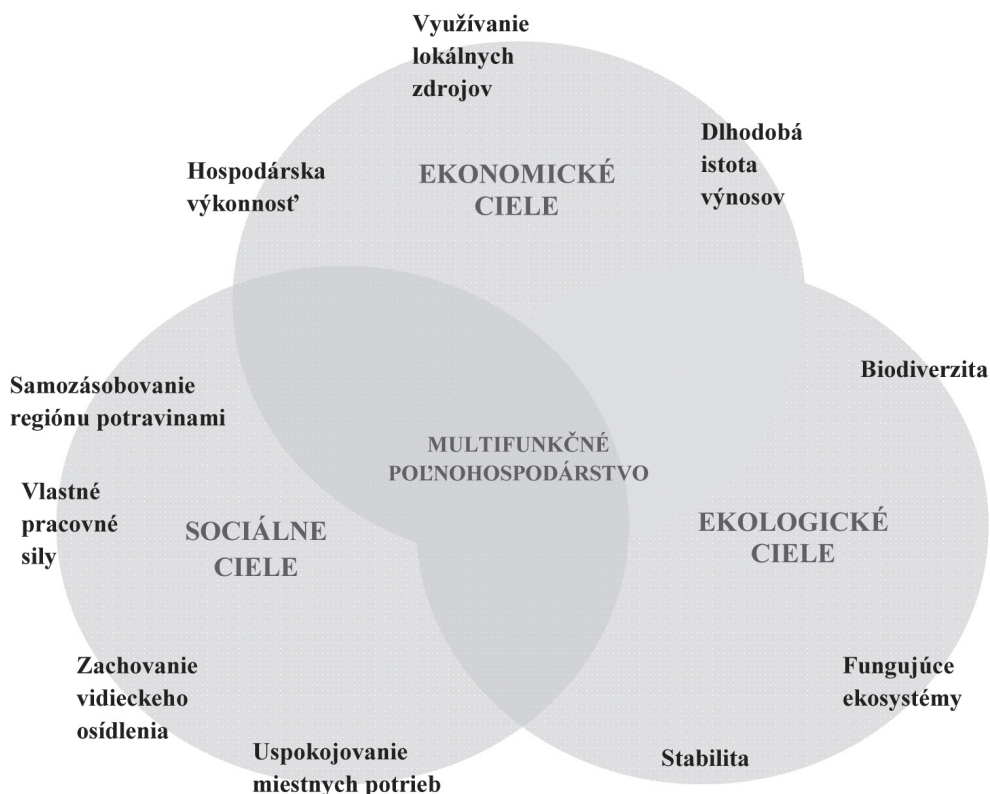 Využívanie
lokálnych
zdrojov
Dlhodobá
istota
výnosov
Hospodárska
výkonnosť
EKONOMICKÉ
CIELE
Biodiverzita
Samozásobovanie
regiónu potravinami
MULTIFUNKČNÉ
POĽNOHOSPODÁRSTVO
Vlastné
pracovné
sily
SOCIÁLNE
CIELE
EKOLOGICKÉ
CIELE
Zachovanie
vidieckeho
osídlenia
Fungujúce
ekosystémy
Uspokojovanie
miestnych potrieb
Stabilita